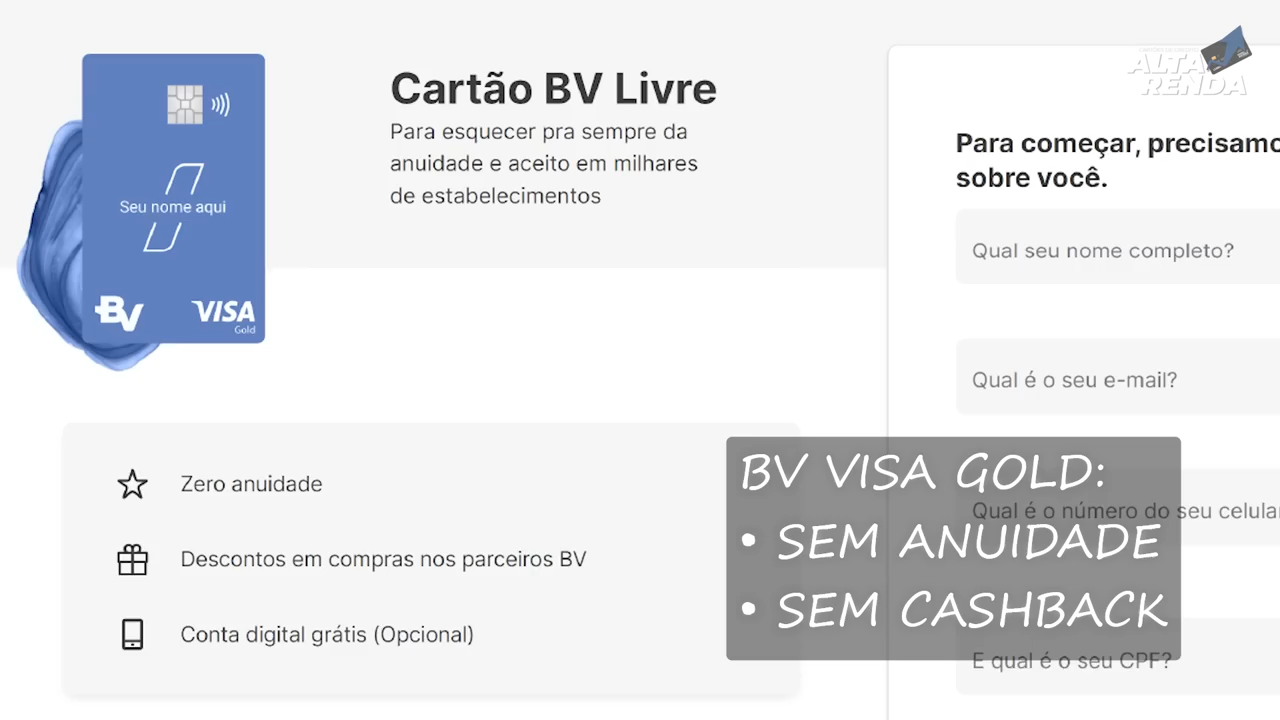 Seu nome aqui
BV
VISA
Gold
Cartão BV Livre
Para esquecer pra sempre da
anuidade e aceito em milhares
de estabelecimentos
Zero anuidade
Descontos em compras nos parceiros BV
Conta digital grátis (Opcional)
ALTA
RENDA
Para começar, precisamo
sobre você.
Qual seu nome completo?
Qual é o seu e-mail?
Qual é o número do seu celular
E qual é o seu CPF?
BV VISA GOLD:
• SEM ANUIDADE
• SEM CASHBACK